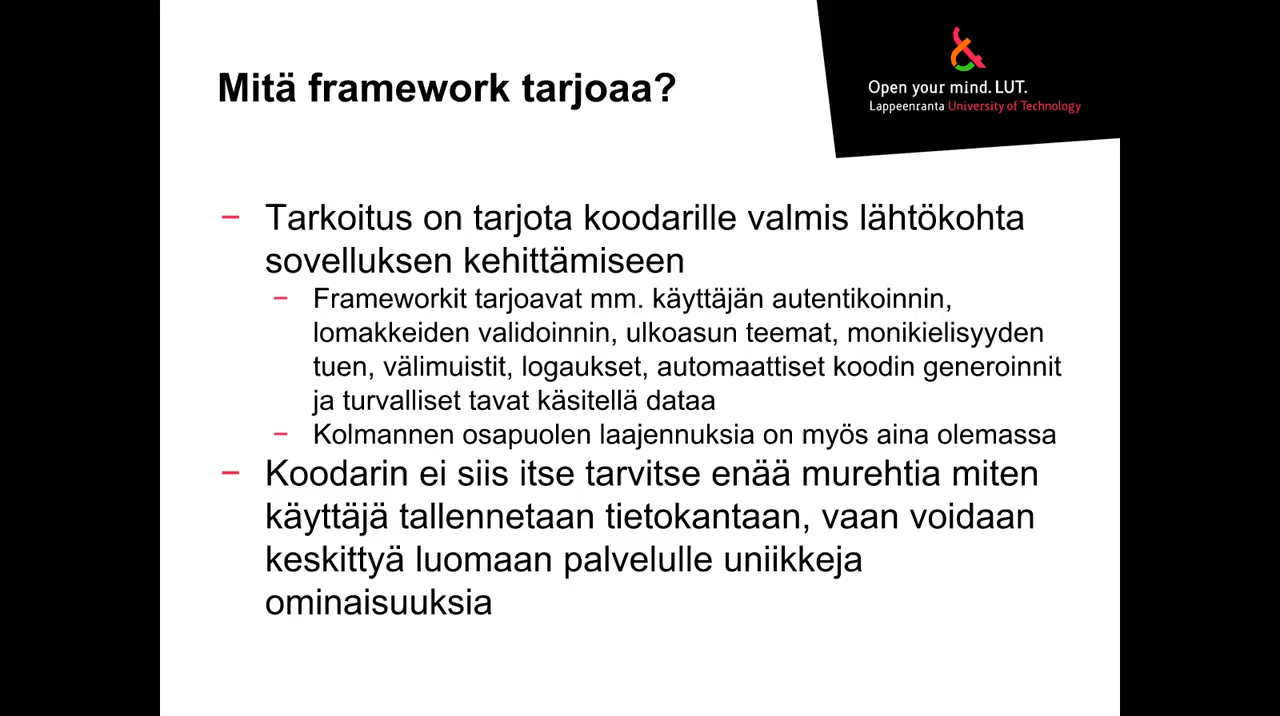 Mitä framework tarjoaa?
Open your mind. LUT.
Lappeenranta University of Technology
– Tarkoitus on tarjota koodarille valmis lähtökohta
sovelluksen kehittämiseen
– Frameworkit tarjoavat mm. käyttäjän autentikoinnin,
lomakkeiden validoinnin, ulkoasun teemat, monikielisyyden
tuen, välimuistit, logaukset, automaattiset koodin generoinnit
ja turvalliset tavat käsitellä dataa
– Kolmannen osapuolen laajennuksia on myös aina olemassa
– Koodarin ei siis itse tarvitse enää murehtia miten
käyttäjä tallennetaan tietokantaan, vaan voidaan
keskittyä luomaan palvelulle uniikkeja
ominaisuuksia